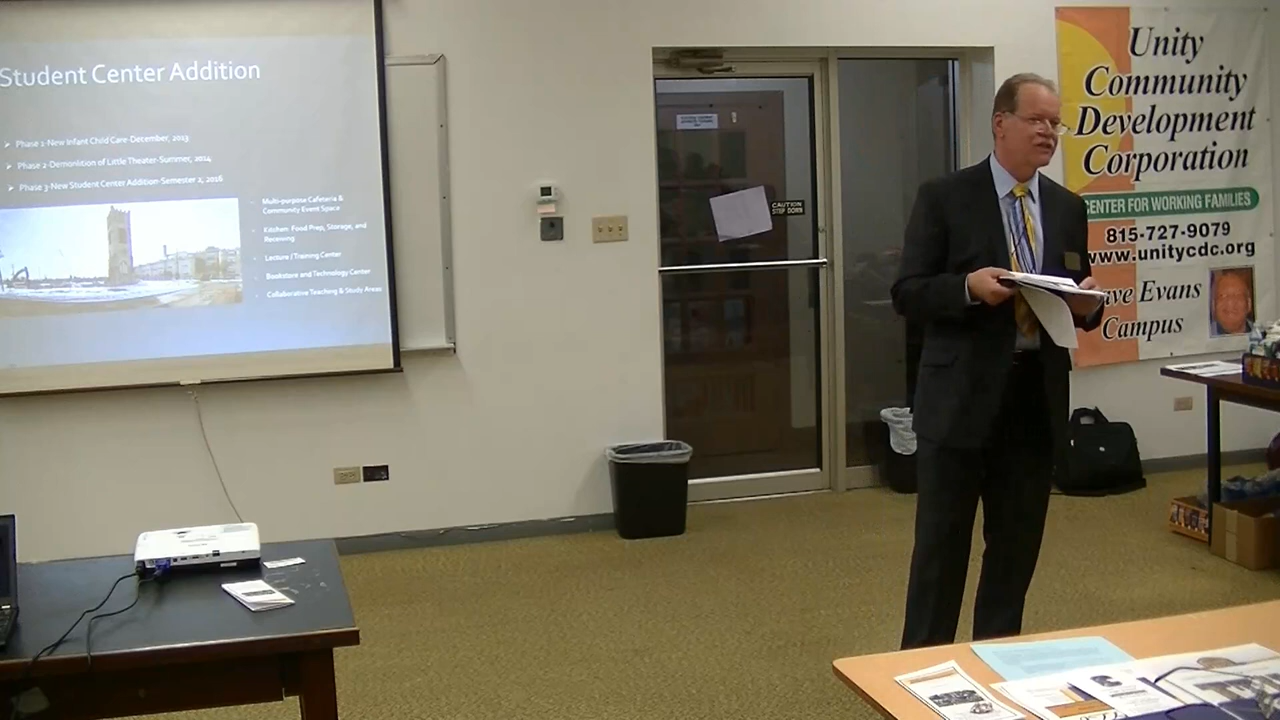 Student Center Addition
Phase 1-New Infant Child Care-December, 2013
Phase 2-Demonlition of Little Theater-Summer, 2014
Phase 3-New Student Center Addition-Semester 2, 2016
Multi-purpose Cafeteria &
Community Event Space
Kitchen: Food Prep, Storage, and
Receiving
Lecture / Training Center
Bookstore and Technology Center
Collaborative Teaching & Study Areas
CAUTION
STEP DOWN
Unity
Community
Development
Corporation
CENTER FOR WORKING FAMILIES
815-727-9079
www.unitycdc.org
ave Evans
Campus